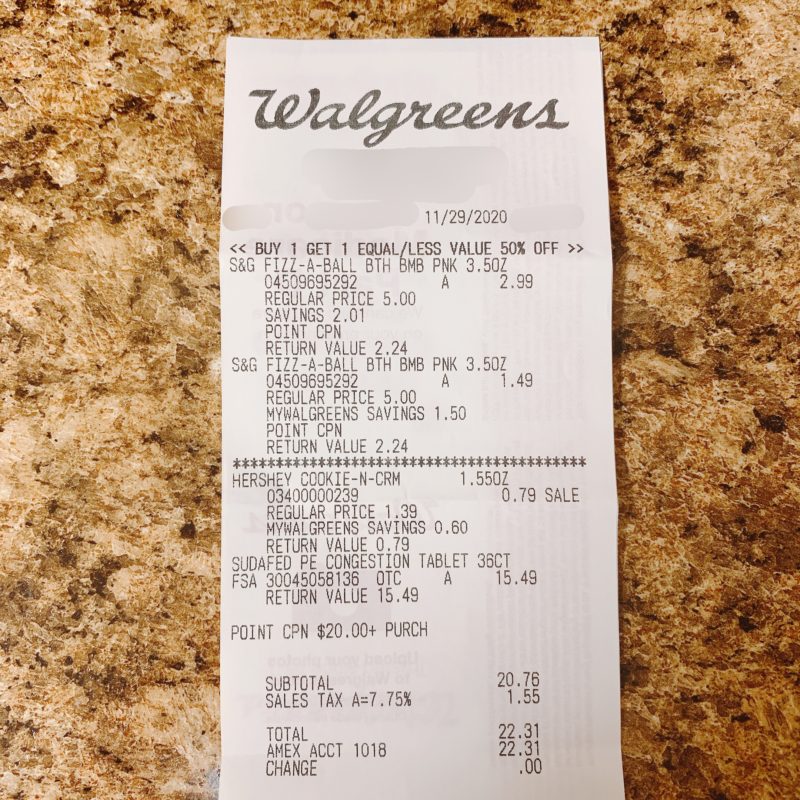 Walgreens
11/29/2020
<< BUY 1 GET 1 EQUAL/LESS VALUE 50% OFF >>
S&G FIZZ-A-BALL BTH BMB PNK 3.5OZ
04509695292 A 2.99
REGULAR PRICE 5.00
SAVINGS 2.01
POINT CPN
RETURN VALUE 2.24
S&G FIZZ-A-BALL BTH BMB PNK 3.5OZ
04509695292 A 1.49
REGULAR PRICE 5.00
MYWALGREENS SAVINGS 1.50
POINT CPN
RETURN VALUE 2.24
*******************************************
HERSHEY COOKIE-N-CRM 1.55OZ
03400000239 0.79 SALE
REGULAR PRICE 1.39
MYWALGREENS SAVINGS 0.60
RETURN VALUE 0.79
SUDAFED PE CONGESTION TABLET 36CT
FSA 30045058136 OTC A 15.49
RETURN VALUE 15.49
POINT CPN $20.00+ PURCH
SUBTOTAL 20.76
SALES TAX A=7.75% 1.55
TOTAL 22.31
AMEX ACCT 1018 22.31
CHANGE .00